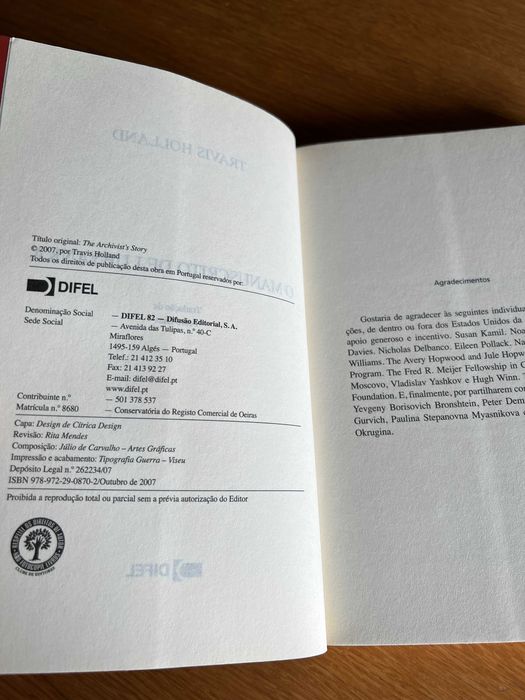 Título original: The Archivist's Story
© 2007, por Travis Holland
Todos os direitos de publicação desta obra em Portugal reservados por:
DIFEL
Denominação Social — DIFEL 82 — Difusão Editorial, S. A.
Sede Social — Avenida das Tulipas, n.º 40-C
Miraflores
1495-159 Algés — Portugal
Telef.: 21 412 35 10
Fax: 21 413 92 27
E-mail: difel@difel.pt
www.difel.pt
Contribuinte n.º — 501 378 537
Matrícula n.º 8680 — Conservatória do Registo Comercial de Oeiras
Capa: Design de Cítrica Design
Revisão: Rita Mendes
Composição: Júlio de Carvalho – Artes Gráficas
Impressão e acabamento: Tipografia Guerra – Viseu
Depósito Legal n.º 262234/07
ISBN 978-972-29-0870-2/Outubro de 2007
Proibida a reprodução total ou parcial sem a prévia autorização do Editor
TRAVIS HOLLAND
O MANUSCRITO DE
DIFEL
Agradecimentos
Gostaria de agradecer às seguintes
ções, de dentro ou fora dos Estados Unidos da
apoio generoso e incentivo. Susan Kamil.
Davies. Nicholas Delbanco. Eileen Pollack.
Williams. The Avery Hopwood and Jule
Program. The Fred R. Meijer Fellowship in
Moscovo, Vladislav Yashkov e Hugh Winn.
Foundation. E, finalmente, por partilharem
Yevgeny Borisovich Bronshtein, Peter
Gurvich, Paulina Stepanovna Myasnikova
Okrugina.